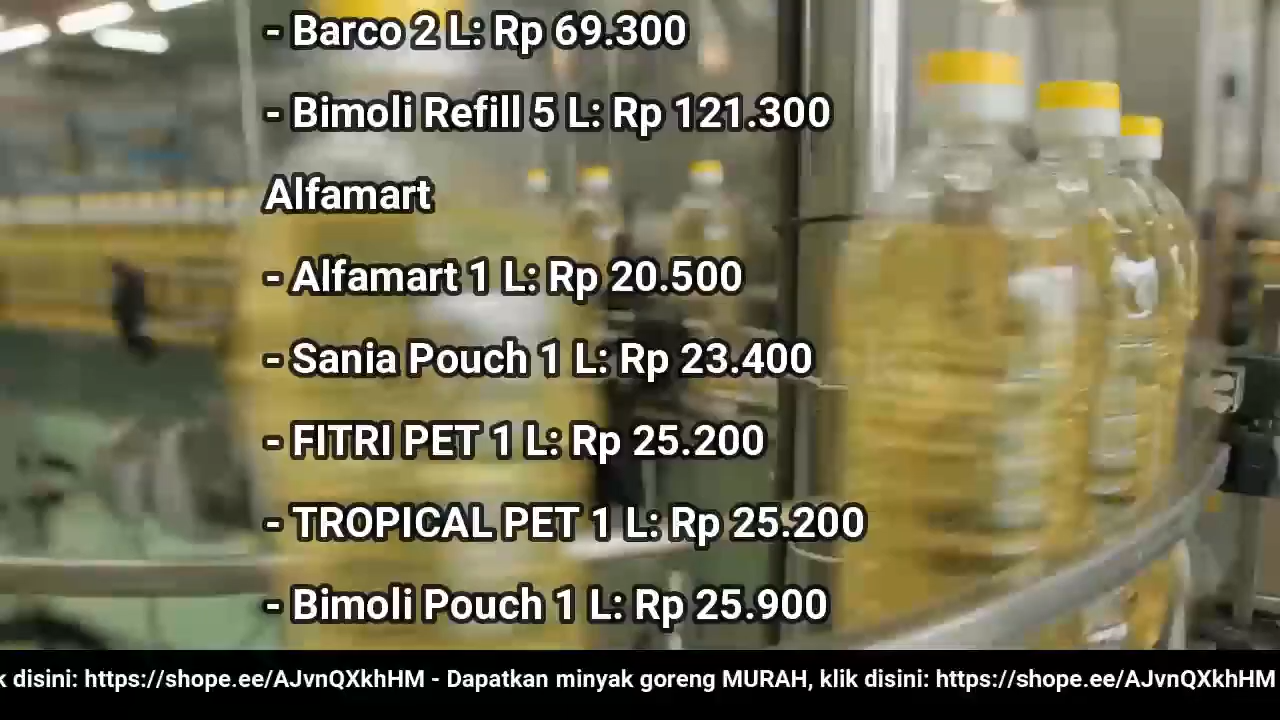 - Barco 2 L: Rp 69.300
- Bimoli Refill 5 L: Rp 121.300
Alfamart
- Alfamart 1 L: Rp 20.500
- Sania Pouch 1 L: Rp 23.400
- FITRI PET 1 L: Rp 25.200
- TROPICAL PET 1 L: Rp 25.200
- Bimoli Pouch 1 L: Rp 25.900
k disini: https://shope.ee/AJvnQXkhHM - Dapatkan minyak goreng MURAH, klik disini: https://shope.ee/AJvnQXkhHM